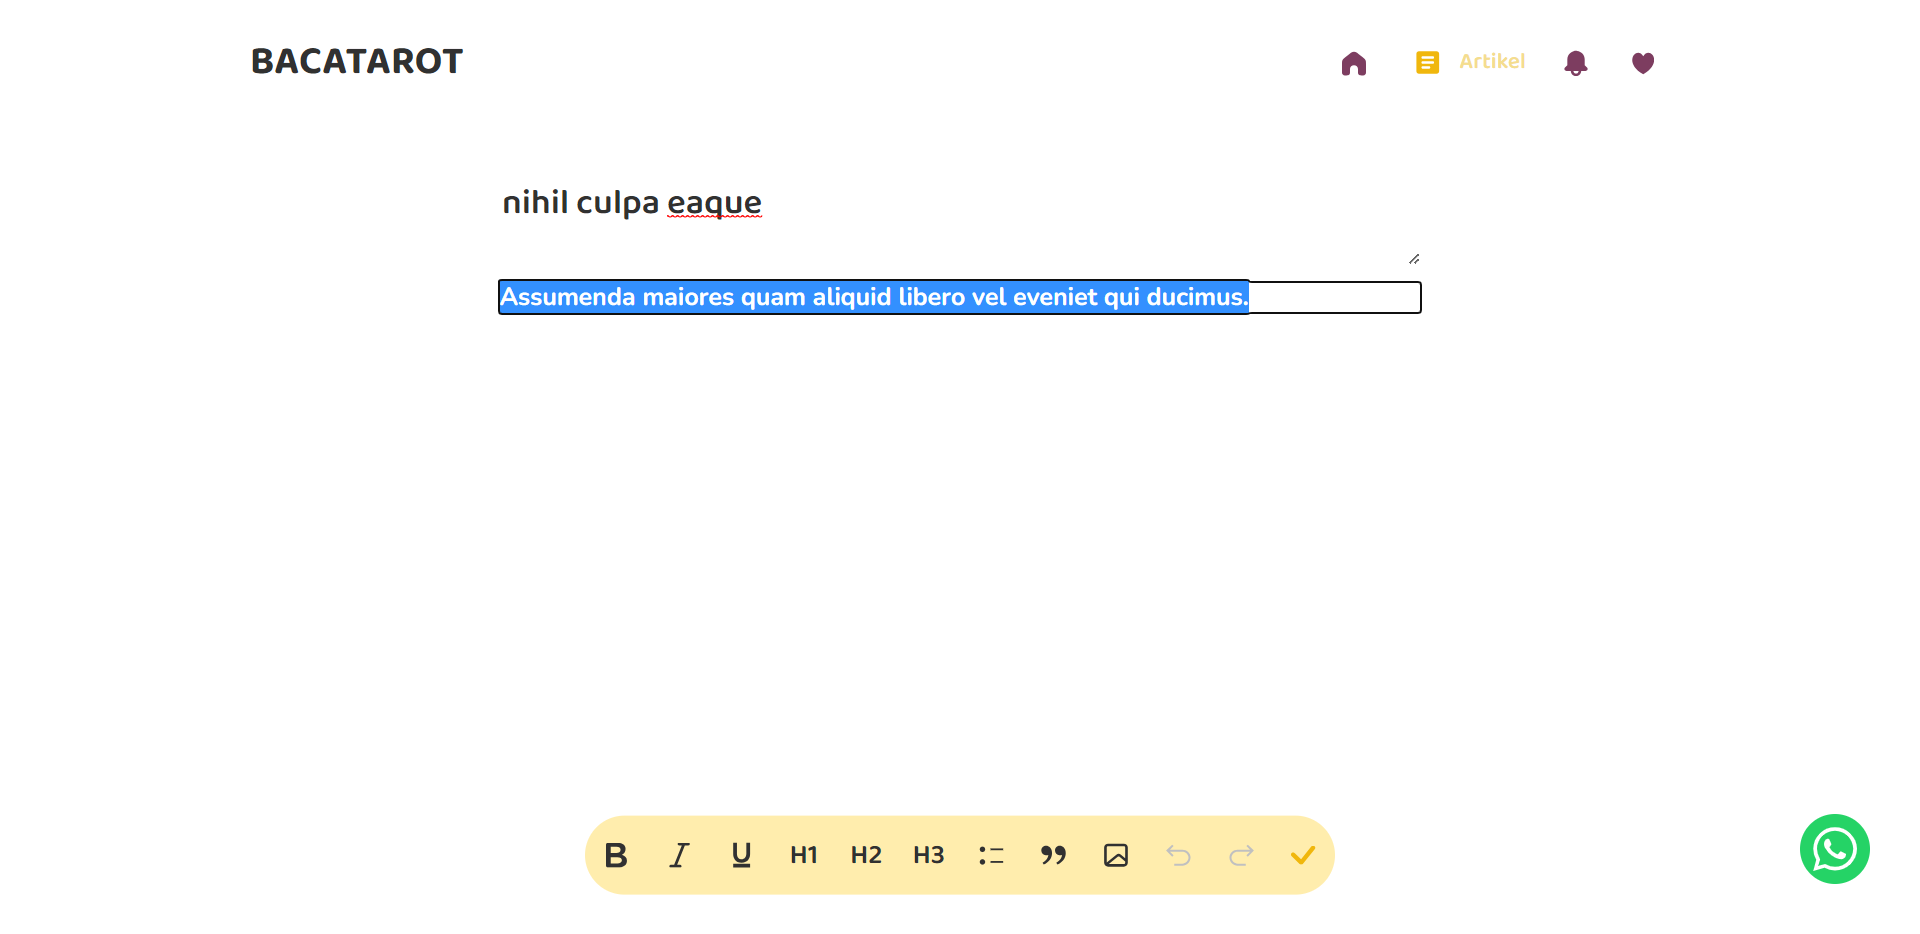 BACATAROT
Artikel
nihil culpa eaque
Assumenda maiores quam aliquid libero vel eveniet qui ducimus.
B I U H1 H2 H3